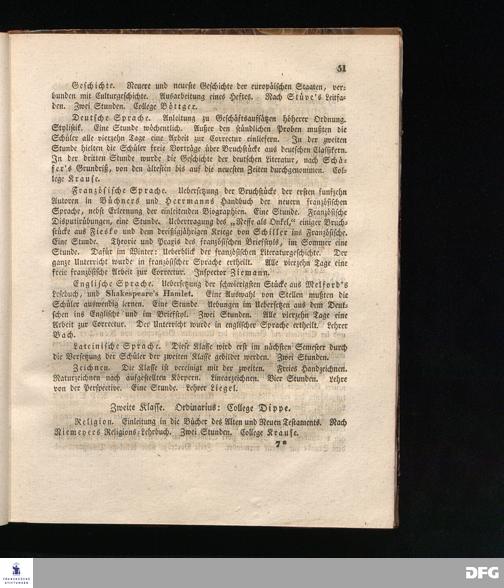 51
Geschichte. Neuere und neueste Geschichte der europäischen Staaten, ver-
bunden mit Culturgeschichte. Ausarbeitung eines Heftes. Nach Stüve's Leitfa-
den. Zwei Stunden. College Böttger.
Deutsche Sprache. Anleitung zu Geschäftsaufsätzen höherer Ordnung.
Stylistik. Eine Stunde wöchentlich. Außer den stündlichen Proben mußten die
Schüler alle vierzehn Tage eine Arbeit zur Correctur einliefern. In der zweiten
Stunde hielten die Schüler freie Vorträge über Bruchstücke aus deutschen Classikern.
In der dritten Stunde wurde die Geschichte der deutschen Literatur, nach Schä-
fer's Grundriß, von den ältesten bis auf die neuesten Zeiten durchgenommen. Col-
lege Krause.
Französische Sprache. Uebersetzung der Bruchstücke der ersten funfzehn
Autoren in Büchners und Herrmanns Handbuch der neuern französischen
Sprache, nebst Erlernung der einleitenden Biographien. Eine Stunde. Französische
Disputirübungen, eine Stunde. Uebertragung des „Neffe als Onkel,“ einiger Bruch-
stücke aus Fiesko und dem dreißigjährigen Kriege von Schiller ins Französische.
Eine Stunde. Theorie und Praxis des französischen Briefstyls, im Sommer eine
Stunde. Dafür im Winter: Ueberblick der französischen Literaturgeschichte. Der
ganze Unterricht wurde in französischer Sprache ertheilt. Alle vierzehn Tage eine
freie französische Arbeit zur Correctur. Inspector Ziemann.
Englische Sprache. Uebersetzung der schwierigsten Stücke aus Melford's
Lesebuch, und Shakespeare's Hamlet. Eine Auswahl von Stellen mußten die
Schüler auswendig lernen. Eine Stunde. Uebungen im Uebersetzen aus dem Deut-
schen ins Englische und im Briefstyl. Zwei Stunden. Alle vierzehn Tage eine
Arbeit zur Correctur. Der Unterricht wurde in englischer Sprache ertheilt. Lehrer
Bach.
Lateinische Sprache. Diese Klasse wird erst im nächsten Semester durch
die Versetzung der Schüler der zweiten Klasse gebildet werden. Zwei Stunden.
Zeichnen. Die Klasse ist vereinigt mit der zweiten. Freies Handzeichnen.
Naturzeichnen nach aufgestellten Körpern. Linearzeichnen. Vier Stunden. Lehre
von der Perspective. Eine Stunde. Lehrer Liegel.
Zweite Klasse. Ordinarius: College Dippe.
Religion. Einleitung in die Bücher des Alten und Neuen Testaments. Nach
Niemeyers Religions-Lehrbuch. Zwei Stunden. College Krause.
7*
FRANCKESCHE
STIFTUNGEN
DFG